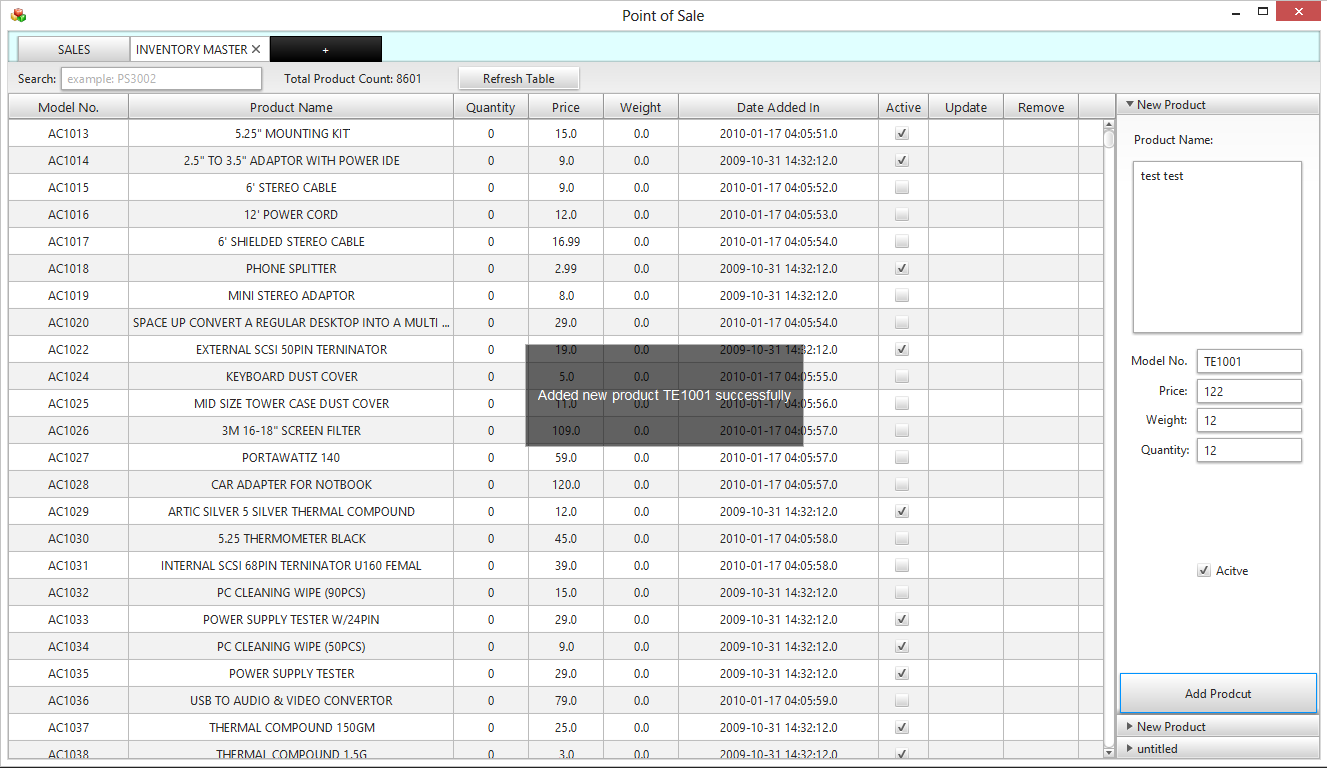 Point of Sale
SALES INVENTORY MASTER +
Search: example: PS3002 Total Product Count: 8601 Refresh Table
Model No. Product Name Quantity Price Weight Date Added In Active Update Remove
AC1013 5.25" MOUNTING KIT 0 15.0 0.0 2010-01-17 04:05:51.0
AC1014 2.5" TO 3.5" ADAPTOR WITH POWER IDE 0 9.0 0.0 2009-10-31 14:32:12.0
AC1015 6' STEREO CABLE 0 9.0 0.0 2010-01-17 04:05:52.0
AC1016 12' POWER CORD 0 12.0 0.0 2010-01-17 04:05:53.0
AC1017 6' SHIELDED STEREO CABLE 0 16.99 0.0 2010-01-17 04:05:54.0
AC1018 PHONE SPLITTER 0 2.99 0.0 2009-10-31 14:32:12.0
AC1019 MINI STEREO ADAPTOR 0 8.0 0.0 2009-10-31 14:32:12.0
AC1020 SPACE UP CONVERT A REGULAR DESKTOP INTO A MULTI ... 0 29.0 0.0 2010-01-17 04:05:54.0
AC1022 EXTERNAL SCSI 50PIN TERNINATOR 0 19.0 0.0 2009-10-31 14:32:12.0
AC1024 KEYBOARD DUST COVER 0 5.0 0.0 2010-01-17 04:05:55.0
Added new product TE1001 successfully
AC1025 MID SIZE TOWER CASE DUST COVER 0 11.0 0.0 2010-01-17 04:05:56.0
AC1026 3M 16-18" SCREEN FILTER 0 109.0 0.0 2010-01-17 04:05:57.0
AC1027 PORTAWATTZ 140 0 59.0 0.0 2010-01-17 04:05:57.0
AC1028 CAR ADAPTER FOR NOTBOOK 0 120.0 0.0 2010-01-17 04:05:57.0
AC1029 ARTIC SILVER 5 SILVER THERMAL COMPOUND 0 12.0 0.0 2009-10-31 14:32:12.0
AC1030 5.25 THERMOMETER BLACK 0 45.0 0.0 2010-01-17 04:05:58.0
AC1031 INTERNAL SCSI 68PIN TERNINATOR U160 FEMAL 0 39.0 0.0 2010-01-17 04:05:58.0
AC1032 PC CLEANING WIPE (90PCS) 0 15.0 0.0 2009-10-31 14:32:12.0
AC1033 POWER SUPPLY TESTER W/24PIN 0 29.0 0.0 2009-10-31 14:32:12.0
AC1034 PC CLEANING WIPE (50PCS) 0 9.0 0.0 2009-10-31 14:32:12.0
AC1035 POWER SUPPLY TESTER 0 29.0 0.0 2009-10-31 14:32:12.0
AC1036 USB TO AUDIO & VIDEO CONVERTOR 0 79.0 0.0 2010-01-17 04:05:59.0
AC1037 THERMAL COMPOUND 150GM 0 25.0 0.0 2009-10-31 14:32:12.0
AC1038 THERMAL COMPOUND 1.5G 0 3.0 0.0 2009-10-31 14:32:12.0
New Product
Product Name:
test test
Model No. TE1001
Price: 122
Weight: 12
Quantity: 12
Acitve
Add Prodcut
New Product
untitled